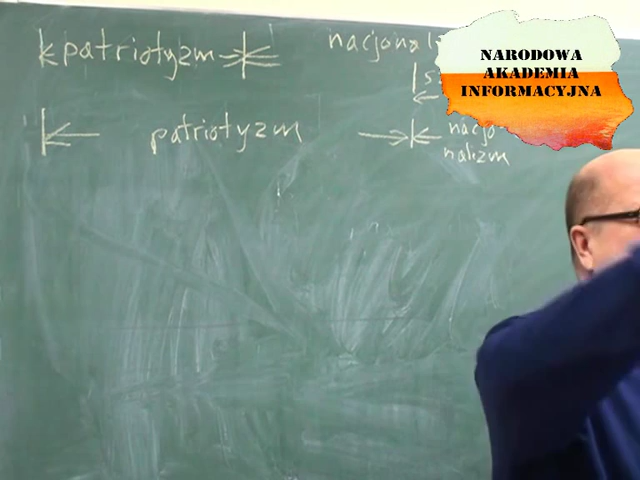 patriotyzm
patriotyzm
nacjo-
nalizm
NARODOWA
AKADEMIA
INFORMACYJNA